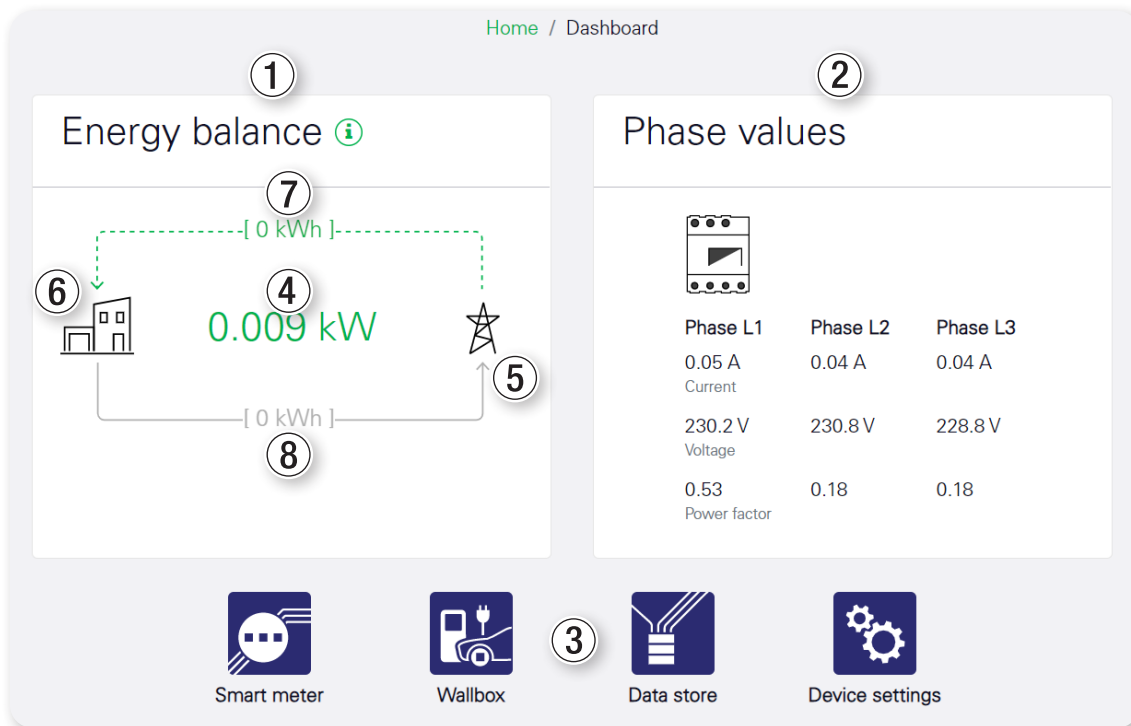 Home / Dashboard
1
2
Energy balance
Phase values
7
[ 0 kWh ]
6
4
0.009 kW
5
[ 0 kWh ]
8
Phase L1 Phase L2 Phase L3
0.05 A 0.04 A 0.04 A
Current
230.2 V 230.8 V 228.8 V
Voltage
0.53 0.18 0.18
Power factor
3
Smart meter Wallbox Data store Device settings